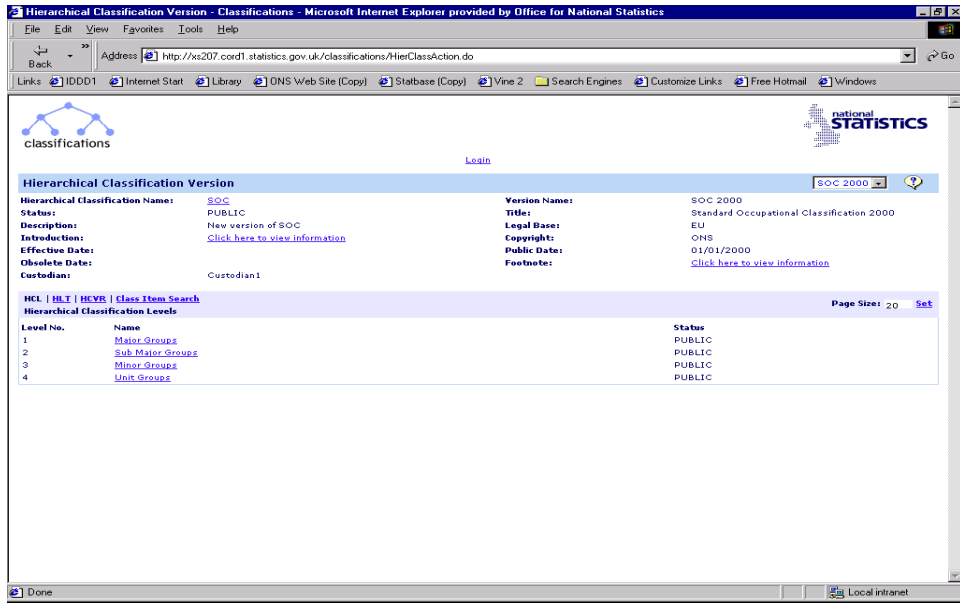 Hierarchical Classification Version - Classifications - Microsoft Internet Explorer provided by Office for National Statistics
File Edit View Favorites Tools Help
Back » Address http://xs207.cord1.statistics.gov.uk/classifications/HierClassAction.do Go
Links IDDD1 Internet Start Library ONS Web Site (Copy) Statbase (Copy) Vine 2 Search Engines Customize Links Free Hotmail Windows
classifications
national
STATISTICS
Login
Hierarchical Classification Version SOC 2000
Hierarchical Classification Name: SOC Version Name: SOC 2000
Status: PUBLIC Title: Standard Occupational Classification 2000
Description: New version of SOC Legal Base: EU
Introduction: Click here to view information Copyright: ONS
Effective Date: Public Date: 01/01/2000
Obsolete Date: Footnote: Click here to view information
Custodian: Custodian1
HCL | HLT | HCVR | Class Item Search Page Size: 20 Set
Hierarchical Classification Levels
Level No. Name Status
1 Major Groups PUBLIC
2 Sub Major Groups PUBLIC
3 Minor Groups PUBLIC
4 Unit Groups PUBLIC
Done Local intranet